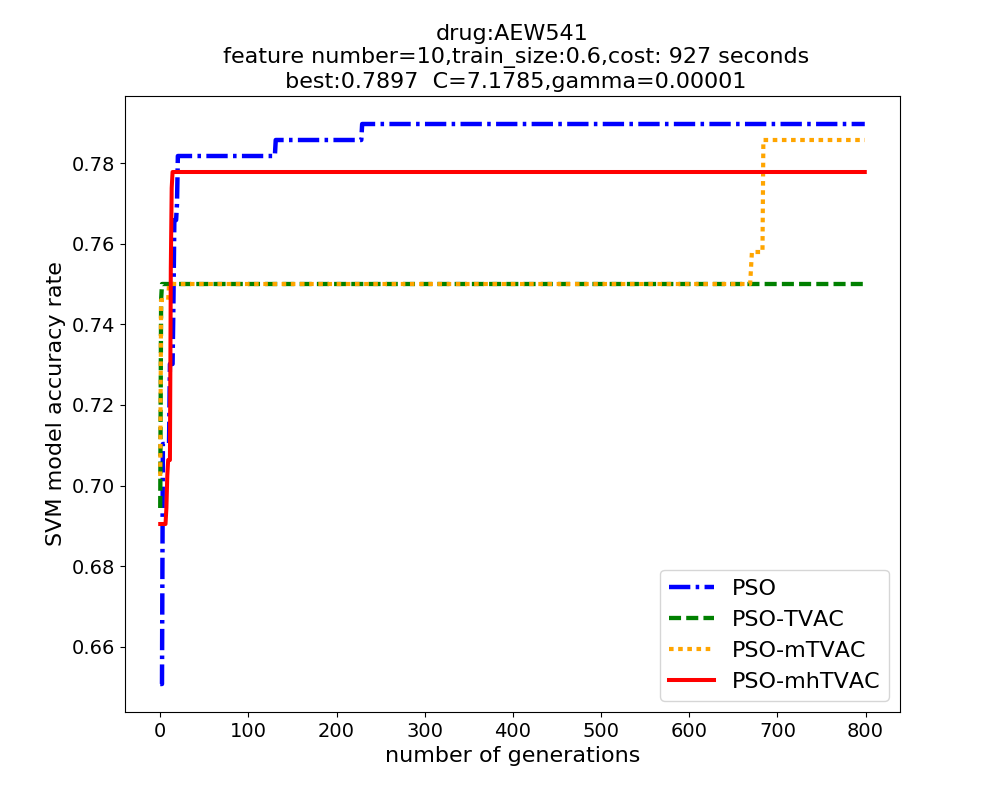 drug:AEW541
feature number=10,train_size:0.6,cost: 927 seconds
best:0.7897  C=7.1785,gamma=0.00001
SVM model accuracy rate
0.78
0.76
0.74
0.72
0.70
0.68
0.66
PSO
PSO-TVAC
PSO-mTVAC
PSO-mhTVAC
0 100 200 300 400 500 600 700 800
number of generations